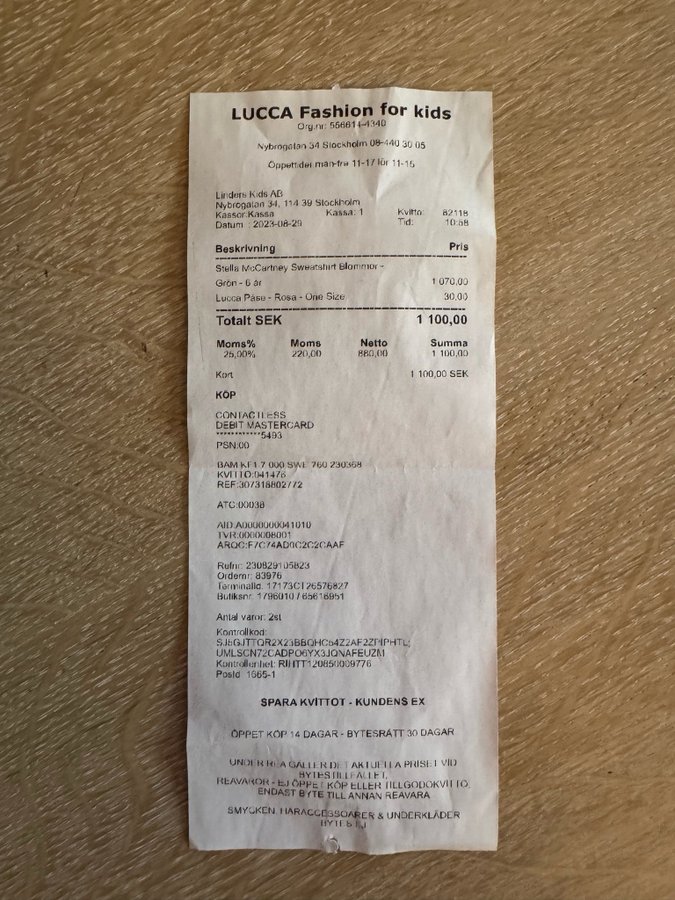 LUCCA Fashion for kids
Org.nr: 556614-4340
Nybrogatan 34 Stockholm 08-440 30 05
Öppettider mån-fre 11-17 lör 11-15
Linders Kids AB
Nybrogatan 34, 114 39 Stockholm
Kassör:Kassa Kassa: 1 Kvitto: 82118
Datum : 2023-08-29 Tid: 10:58
Beskrivning Pris
Stella McCartney Sweatshirt Blommor -
Grön - 6 år 1 070,00
Lucca Påse - Rosa - One Size 30,00
Totalt SEK 1 100,00
Moms% Moms Netto Summa
25,00% 220,00 880,00 1 100,00
Kort 1 100,00 SEK
KÖP
CONTACTLESS
DEBIT MASTERCARD
************5493
PSN:00
SWE 760 230368
KVITTO:041476
REF:307318802772
ATC:00038
AID:A0000000041010
TVR:0000008001
ARQC:F7C74AD0C2C2CAAF
Refnr: 230829105823
Ordernr: 83976
TerminalId: 17173CT26576827
Butiksnr: 1796010 / 65616951
Antal varor: 2st
Kontrollkod:
Kontrollenhet: RIHTT120850009776
PosId: 1665-1
SPARA KVITTOT - KUNDENS EX
ÖPPET KÖP 14 DAGAR - BYTESRÄTT 30 DAGAR
UNDER REA GÄLLER DET AKTUELLA PRISET VID
BYTESTILLFÄLLET.
REAVAROR - EJ ÖPPET KÖP ELLER TILLGODOKVITTO,
ENDAST BYTE TILL ANNAN REAVARA
SMYCKEN, HÅRACCESSOARER & UNDERKLÄDER
BYTES EJ